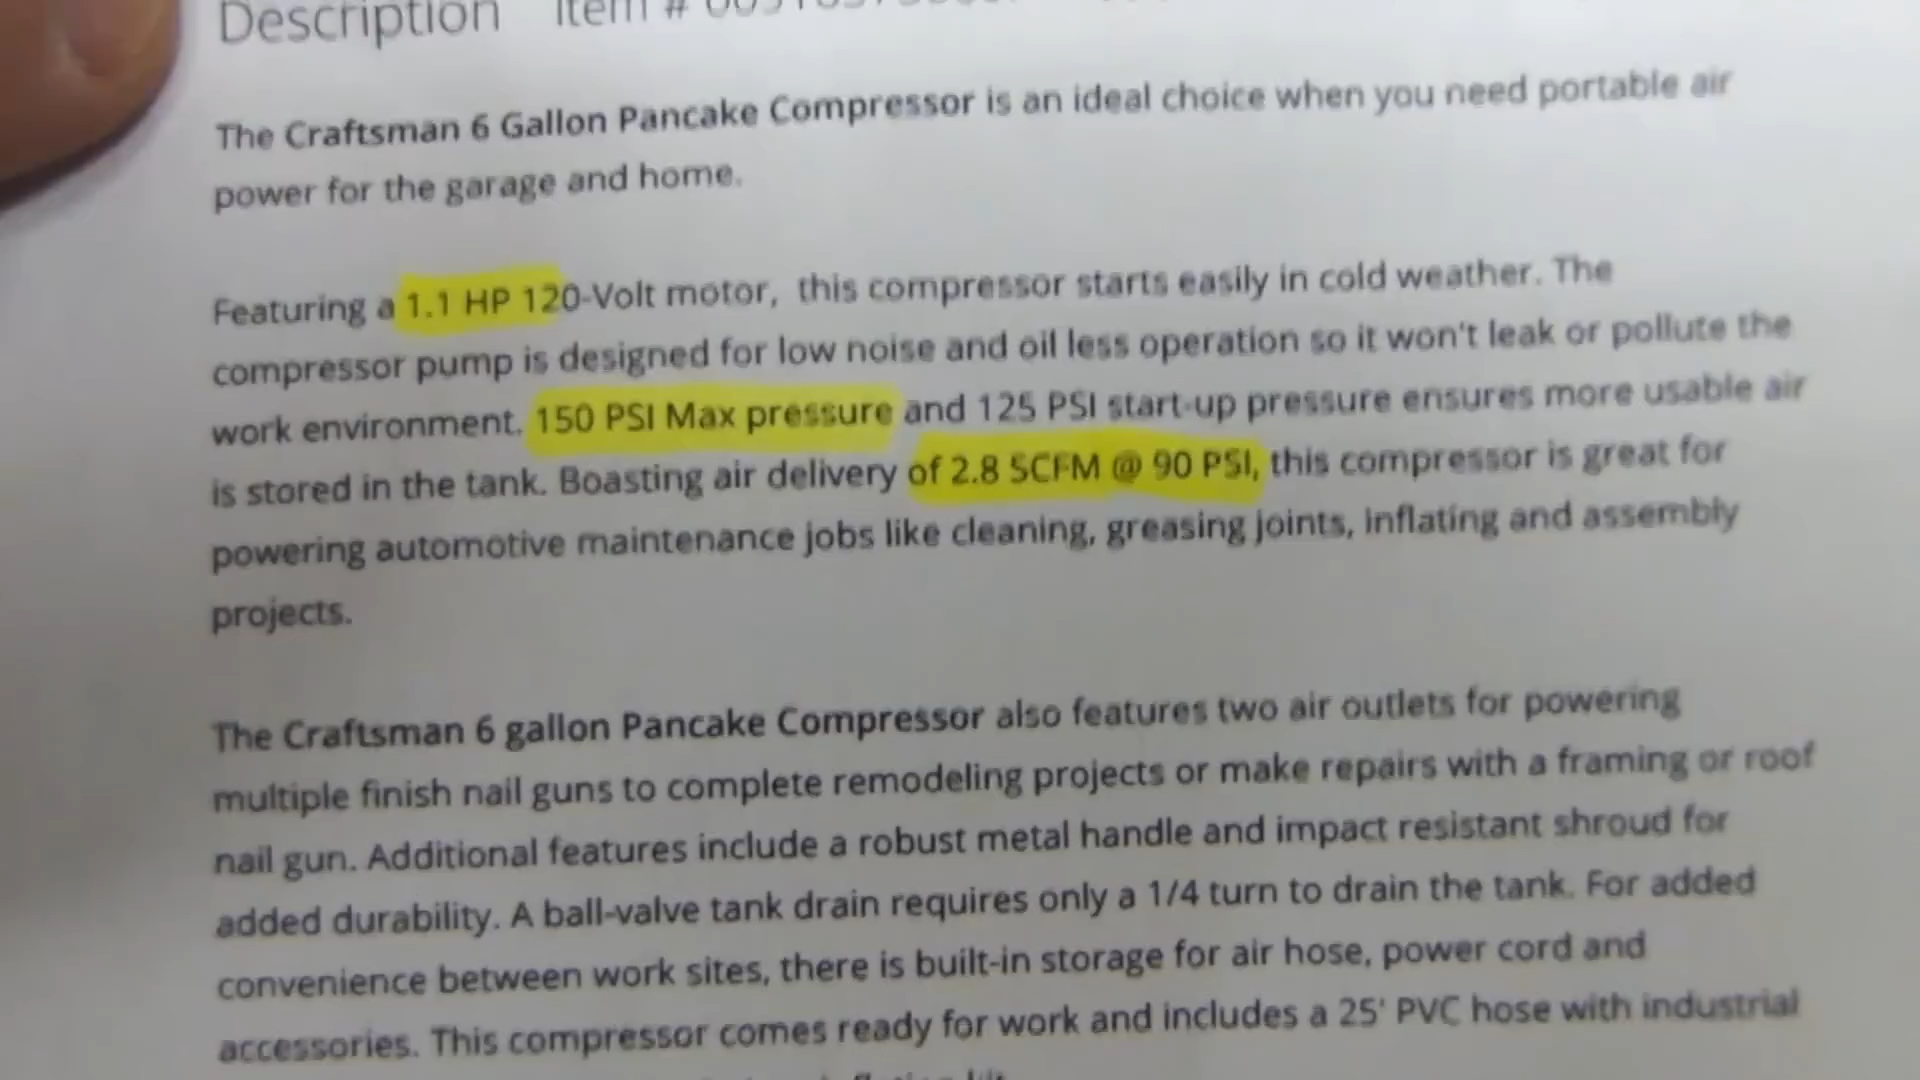 Description Item #
The Craftsman 6 Gallon Pancake Compressor is an ideal choice when you need portable air
power for the garage and home.
Featuring a 1.1 HP 120-Volt motor, this compressor starts easily in cold weather. The
compressor pump is designed for low noise and oil less operation so it won't leak or pollute the
work environment. 150 PSI Max pressure and 125 PSI start-up pressure ensures more usable air
is stored in the tank. Boasting air delivery of 2.8 SCFM @ 90 PSI, this compressor is great for
powering automotive maintenance jobs like cleaning, greasing joints, inflating and assembly
projects.
The Craftsman 6 gallon Pancake Compressor also features two air outlets for powering
multiple finish nail guns to complete remodeling projects or make repairs with a framing or roof
nail gun. Additional features include a robust metal handle and impact resistant shroud for
added durability. A ball-valve tank drain requires only a 1/4 turn to drain the tank. For added
convenience between work sites, there is built-in storage for air hose, power cord and
accessories. This compressor comes ready for work and includes a 25' PVC hose with industrial